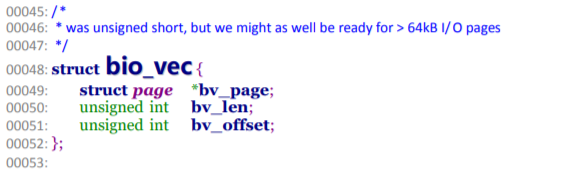 00045: /*
00046:  * was unsigned short, but we might as well be ready for > 64kB I/O pages
00047:  */
00048: struct bio_vec {
00049:     struct page   *bv_page;
00050:     unsigned int   bv_len;
00051:     unsigned int   bv_offset;
00052: };
00053: